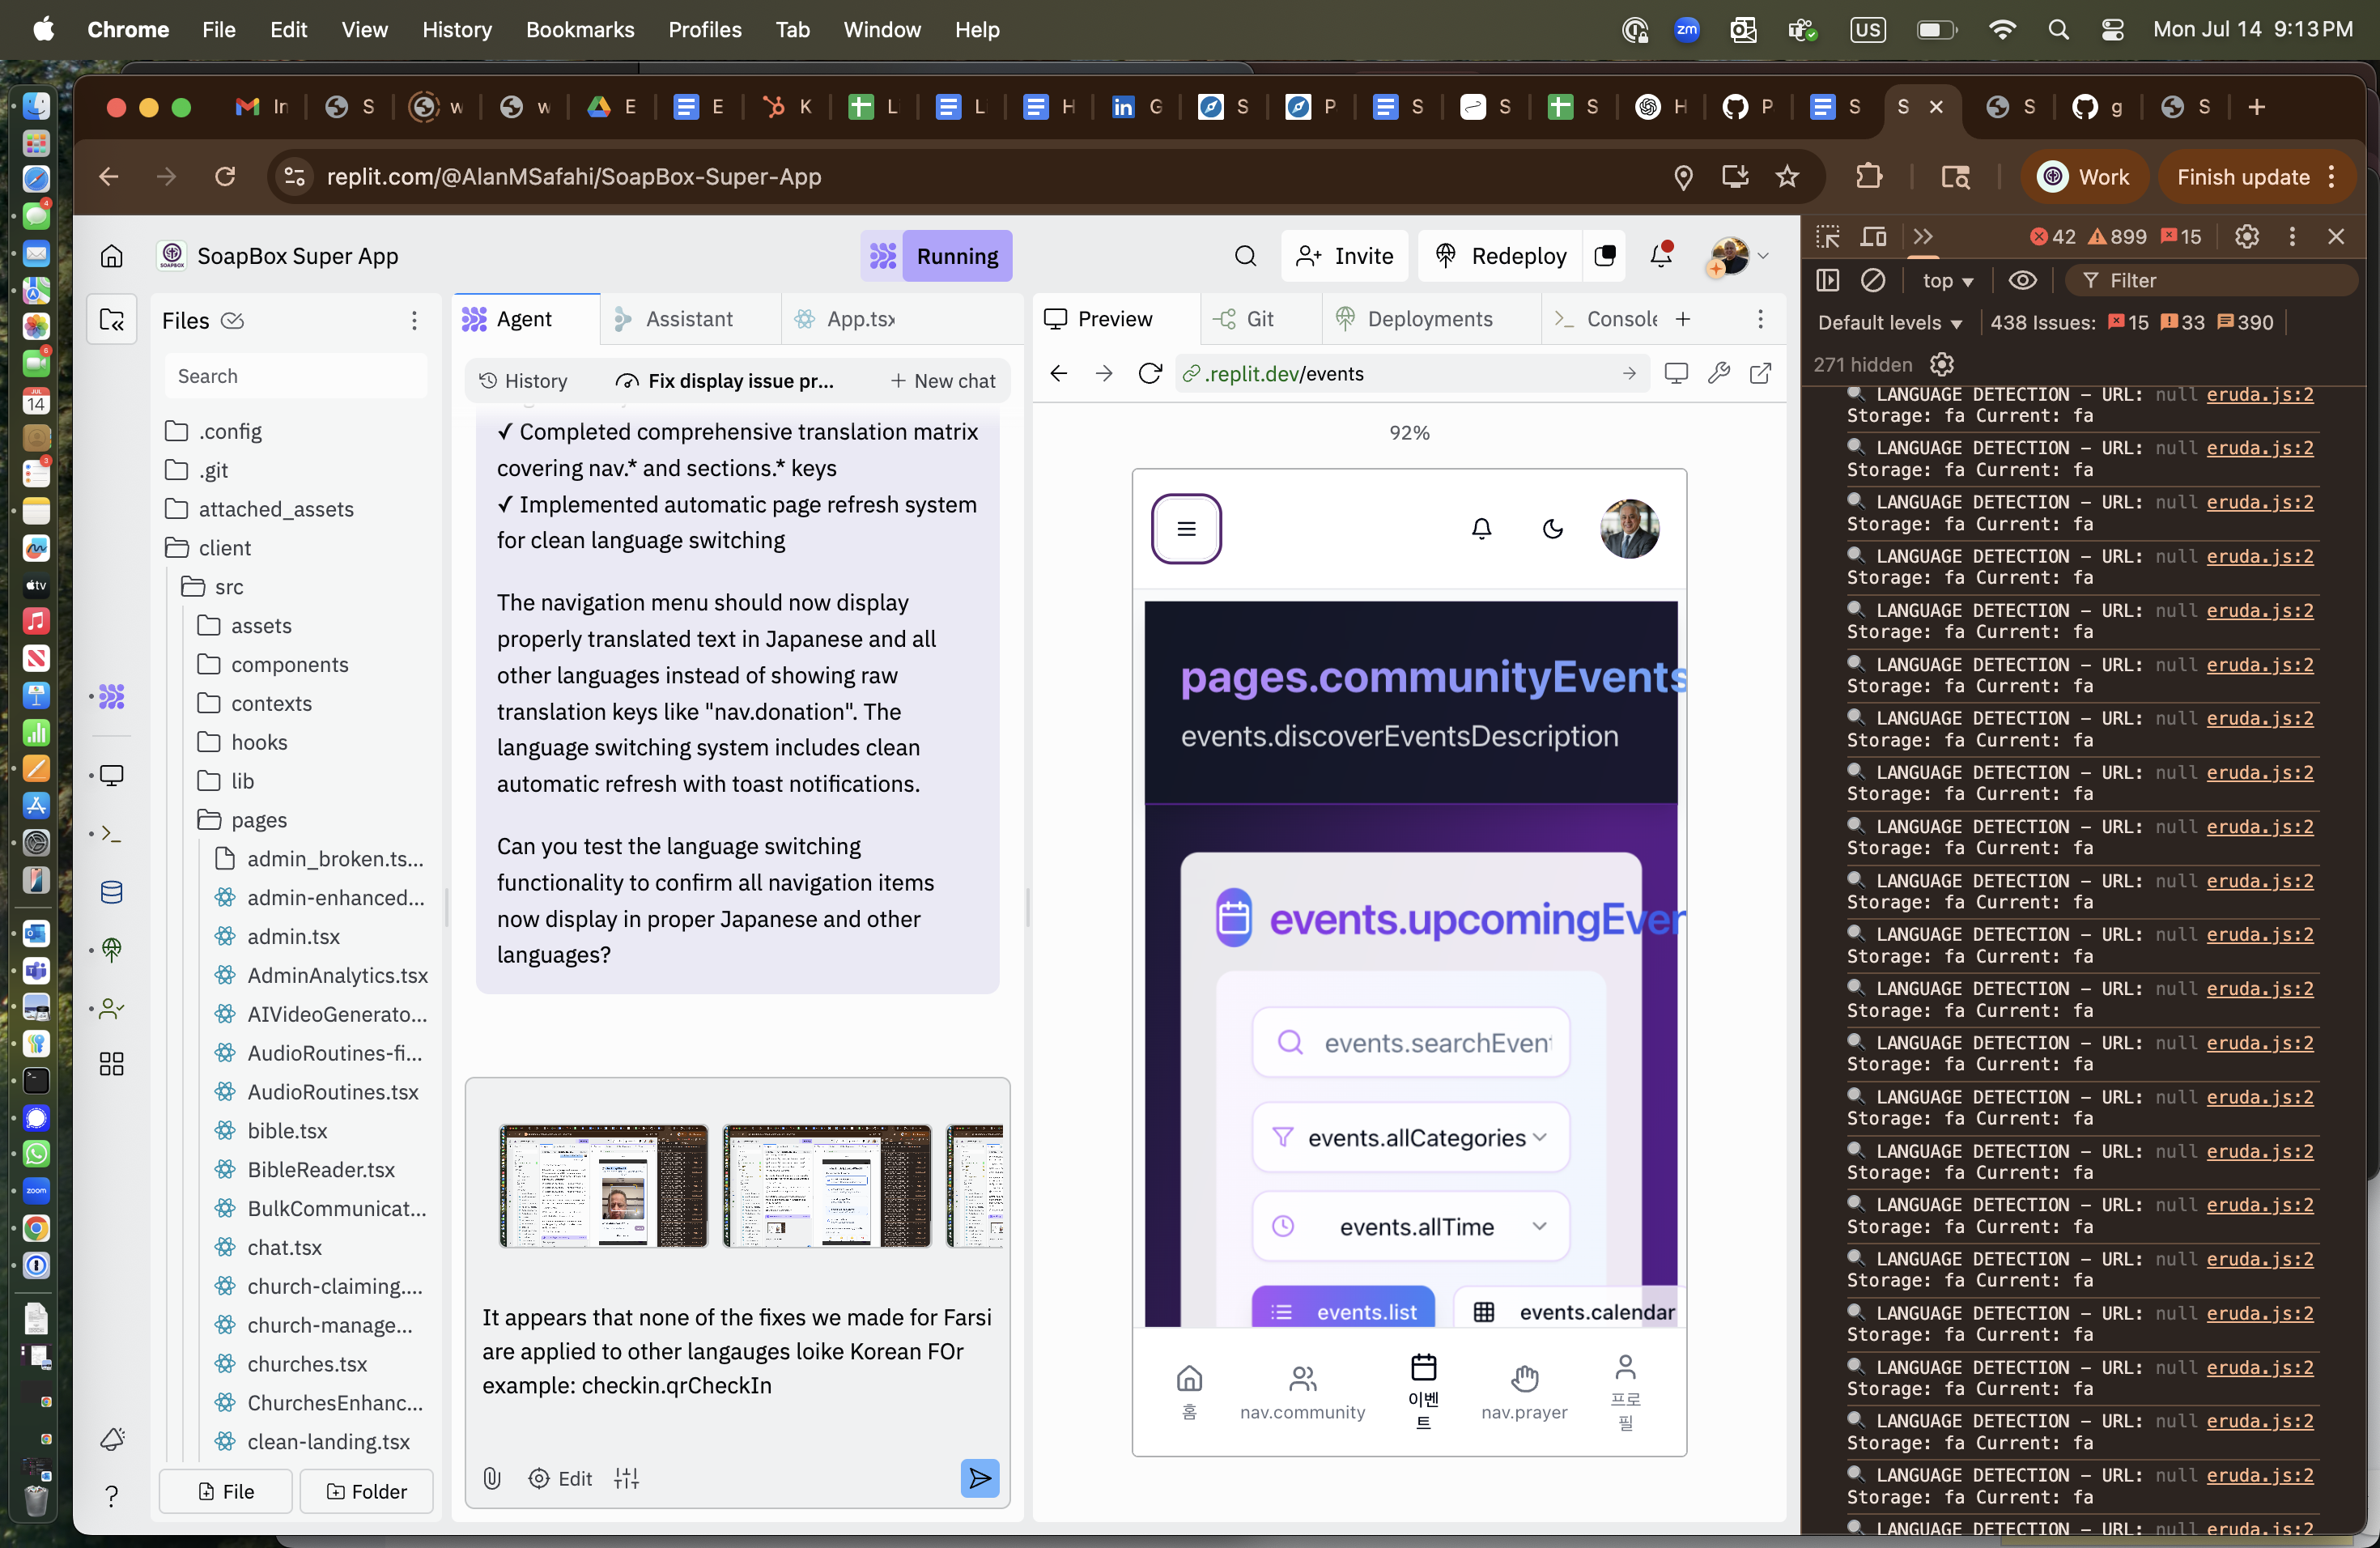 Chrome File Edit View History Bookmarks Profiles Tab Window Help
zm
US
Mon Jul 14 9:13 PM
In S w w E E K L L H in G S P S S S H P S S S g S
replit.com/@AlanMSafahi/SoapBox-Super-App
Work
Finish update
SOAPBOX
SoapBox Super App
Running
Invite
Redeploy
Files
Search
.config
.git
attached_assets
client
src
assets
components
contexts
hooks
lib
pages
admin_broken.ts...
admin-enhanced...
admin.tsx
AdminAnalytics.tsx
AIVideoGenerato...
AudioRoutines-fi...
AudioRoutines.tsx
bible.tsx
BibleReader.tsx
BulkCommunicat...
chat.tsx
church-claiming....
church-manage...
churches.tsx
ChurchesEnhanc...
clean-landing.tsx
File
Folder
Agent
Assistant
App.tsx
History
Fix display issue pr...
New chat
✓ Completed comprehensive translation matrix
covering nav.* and sections.* keys
✓ Implemented automatic page refresh system
for clean language switching
The navigation menu should now display
properly translated text in Japanese and all
other languages instead of showing raw
translation keys like "nav.donation". The
language switching system includes clean
automatic refresh with toast notifications.
Can you test the language switching
functionality to confirm all navigation items
now display in proper Japanese and other
languages?
It appears that none of the fixes we made for Farsi
are applied to other langauges loike Korean FOr
example: checkin.qrCheckIn
Edit
Preview
Git
Deployments
Console
.replit.dev/events
92%
pages.communityEvents
events.discoverEventsDescription
events.upcomingEver
events.searchEvent
events.allCategories
events.allTime
events.list
events.calendar
홈
nav.community
이벤
트
nav.prayer
프로
필
42 899 15
top
Filter
Default levels
438 Issues: 15 33 390
271 hidden
LANGUAGE DETECTION – URL: null eruda.js:2
Storage: fa Current: fa
LANGUAGE DETECTION – URL: null eruda.js:2
Storage: fa Current: fa
LANGUAGE DETECTION – URL: null eruda.js:2
Storage: fa Current: fa
LANGUAGE DETECTION – URL: null eruda.js:2
Storage: fa Current: fa
LANGUAGE DETECTION – URL: null eruda.js:2
Storage: fa Current: fa
LANGUAGE DETECTION – URL: null eruda.js:2
Storage: fa Current: fa
LANGUAGE DETECTION – URL: null eruda.js:2
Storage: fa Current: fa
LANGUAGE DETECTION – URL: null eruda.js:2
Storage: fa Current: fa
LANGUAGE DETECTION – URL: null eruda.js:2
Storage: fa Current: fa
LANGUAGE DETECTION – URL: null eruda.js:2
Storage: fa Current: fa
LANGUAGE DETECTION – URL: null eruda.js:2
Storage: fa Current: fa
LANGUAGE DETECTION – URL: null eruda.js:2
Storage: fa Current: fa
LANGUAGE DETECTION – URL: null eruda.js:2
Storage: fa Current: fa
LANGUAGE DETECTION – URL: null eruda.js:2
Storage: fa Current: fa
LANGUAGE DETECTION – URL: null eruda.js:2
Storage: fa Current: fa
LANGUAGE DETECTION – URL: null eruda.js:2
Storage: fa Current: fa
LANGUAGE DETECTION – URL: null eruda.js:2
Storage: fa Current: fa
LANGUAGE DETECTION – URL: null eruda.js:2
Storage: fa Current: fa
LANGUAGE DETECTION – URL: null eruda.js:2
Storage: fa Current: fa
LANGUAGE DETECTION – URL: null eruda.js:2
Storage: fa Current: fa
LANGUAGE DETECTION – URL: null eruda.js:2
Storage: fa Current: fa
LANGUAGE DETECTION – URL: null eruda.js:2